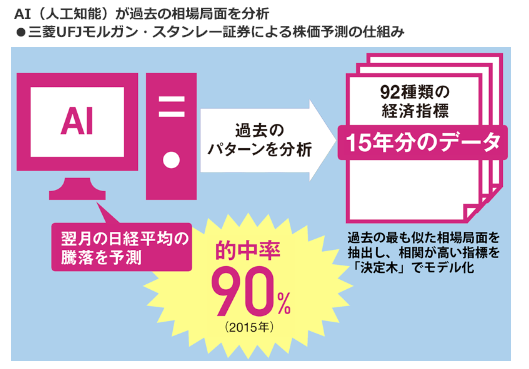 AI（人工知能）が過去の相場局面を分析
●三菱UFJモルガン・スタンレー証券による株価予測の仕組み
AI
過去の
パターンを分析
92種類の
経済指標
15年分のデータ
翌月の日経平均の
騰落を予測
的中率
90%
（2015年）
過去の最も似た相場局面を
抽出し、相関が高い指標を
「決定木」でモデル化